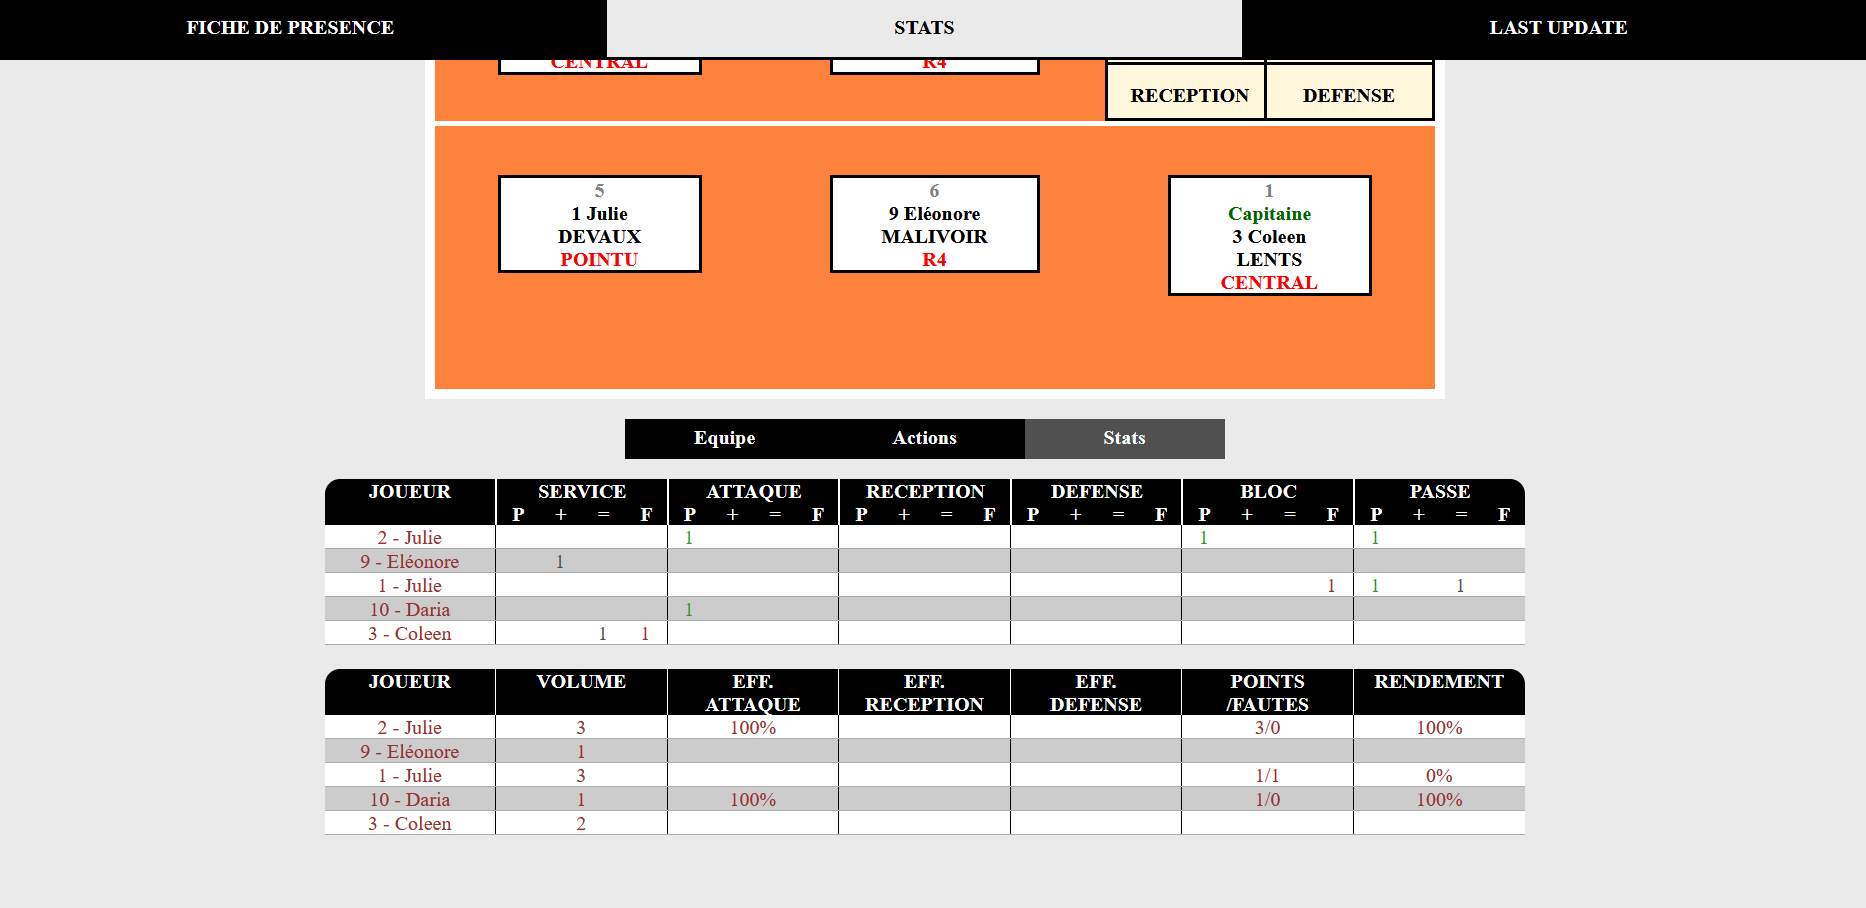 FICHE DE PRESENCE STATS LAST UPDATE
CENTRAL R4
RECEPTION DEFENSE
5
1 Julie
DEVAUX
POINTU
6
9 Eléonore
MALIVOIR
R4
1
Capitaine
3 Coleen
LENTS
CENTRAL
Equipe Actions Stats
JOUEUR SERVICE ATTAQUE RECEPTION DEFENSE BLOC PASSE
P + = F P + = F P + = F P + = F P + = F P + = F
2 - Julie 1 1 1
9 - Eléonore 1
1 - Julie 1 1 1
10 - Daria 1
3 - Coleen 1 1
JOUEUR VOLUME EFF. EFF. EFF. POINTS RENDEMENT
ATTAQUE RECEPTION DEFENSE /FAUTES
2 - Julie 3 100% 3/0 100%
9 - Eléonore 1
1 - Julie 3 1/1 0%
10 - Daria 1 100% 1/0 100%
3 - Coleen 2